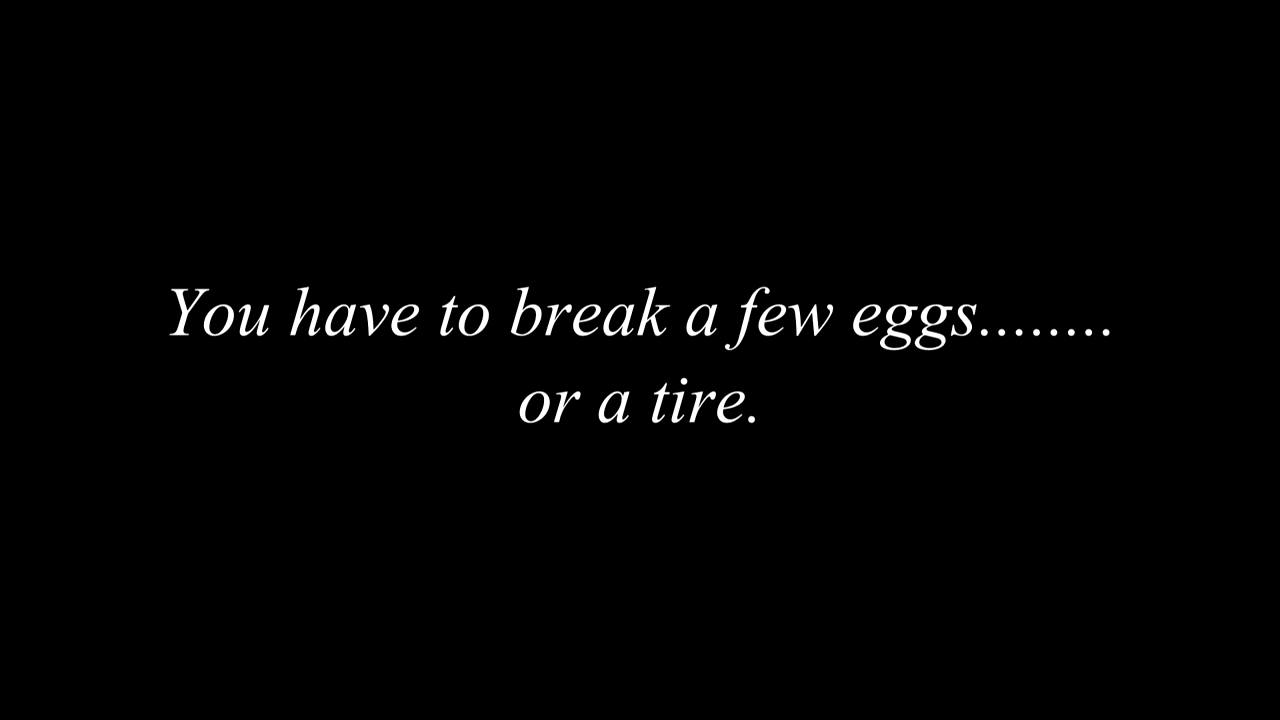 You have to break a few eggs........
or a tire.